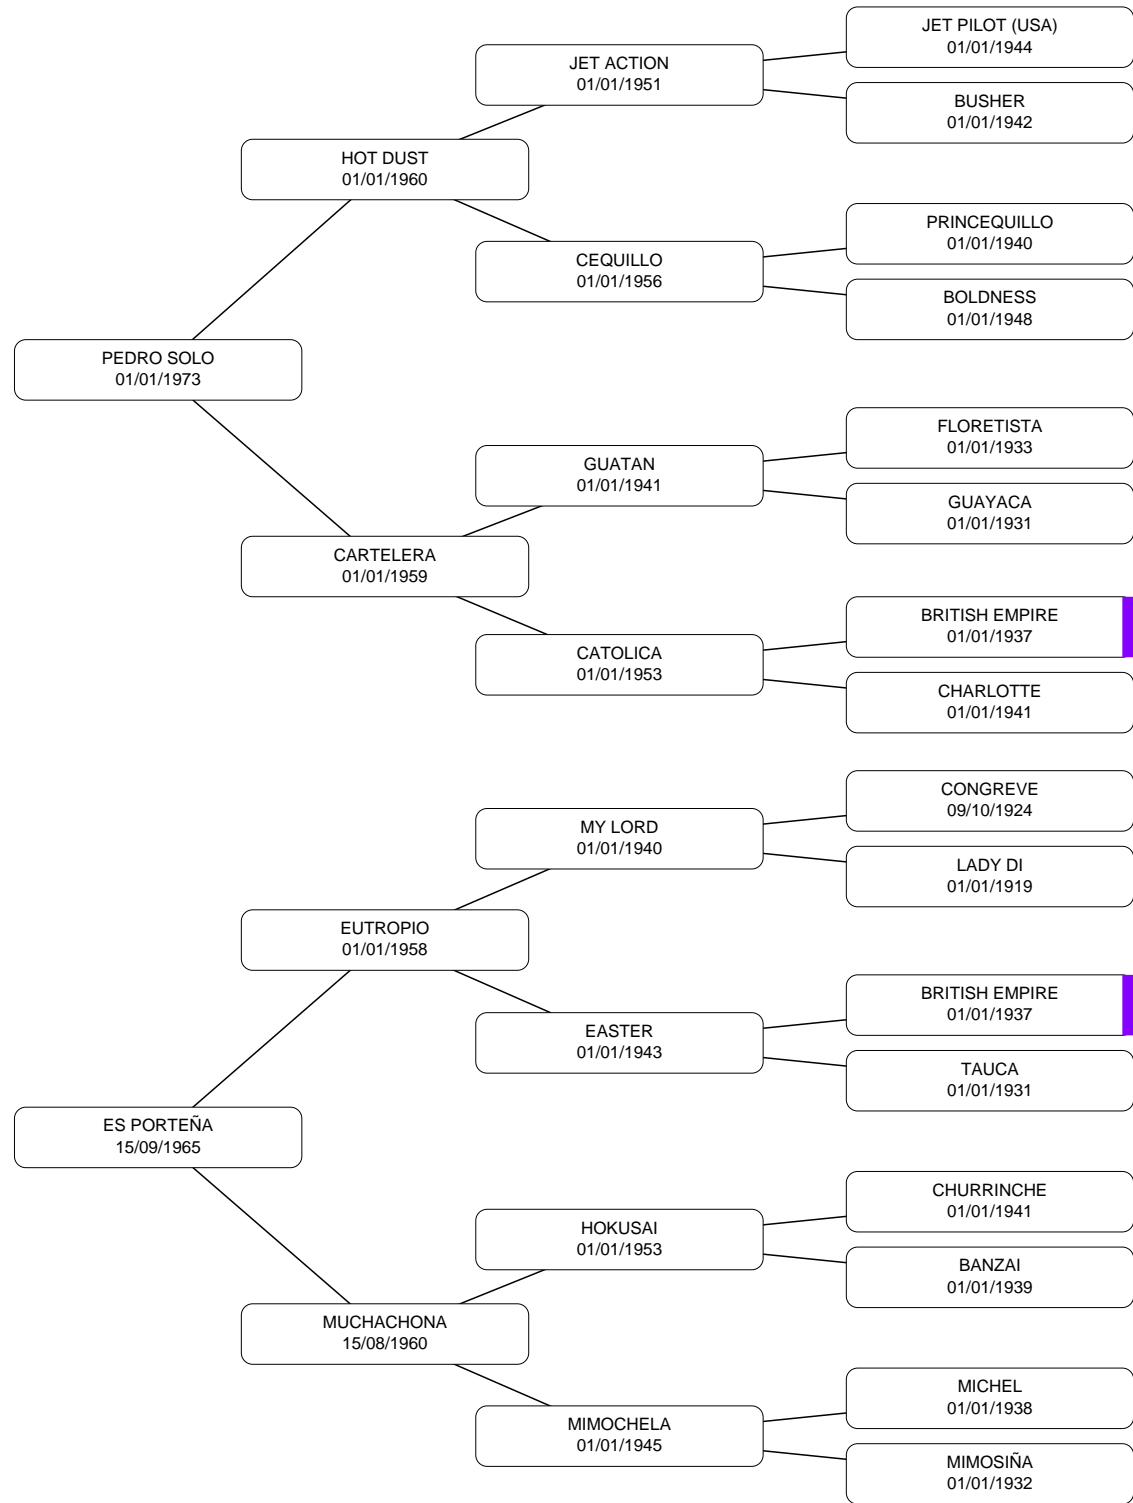 JET PILOT (USA)
01/01/1944
JET ACTION
01/01/1951
BUSHER
01/01/1942
HOT DUST
01/01/1960
PRINCEQUILLO
01/01/1940
CEQUILLO
01/01/1956
BOLDNESS
01/01/1948
PEDRO SOLO
01/01/1973
FLORETISTA
01/01/1933
GUATAN
01/01/1941
GUAYACA
01/01/1931
CARTELERA
01/01/1959
BRITISH EMPIRE
01/01/1937
CATOLICA
01/01/1953
CHARLOTTE
01/01/1941
CONGREVE
09/10/1924
MY LORD
01/01/1940
LADY DI
01/01/1919
EUTROPIO
01/01/1958
BRITISH EMPIRE
01/01/1937
EASTER
01/01/1943
TAUCA
01/01/1931
ES PORTEÑA
15/09/1965
CHURRINCHE
01/01/1941
HOKUSAI
01/01/1953
BANZAI
01/01/1939
MUCHACHONA
15/08/1960
MICHEL
01/01/1938
MIMOCHELA
01/01/1945
MIMOSIÑA
01/01/1932